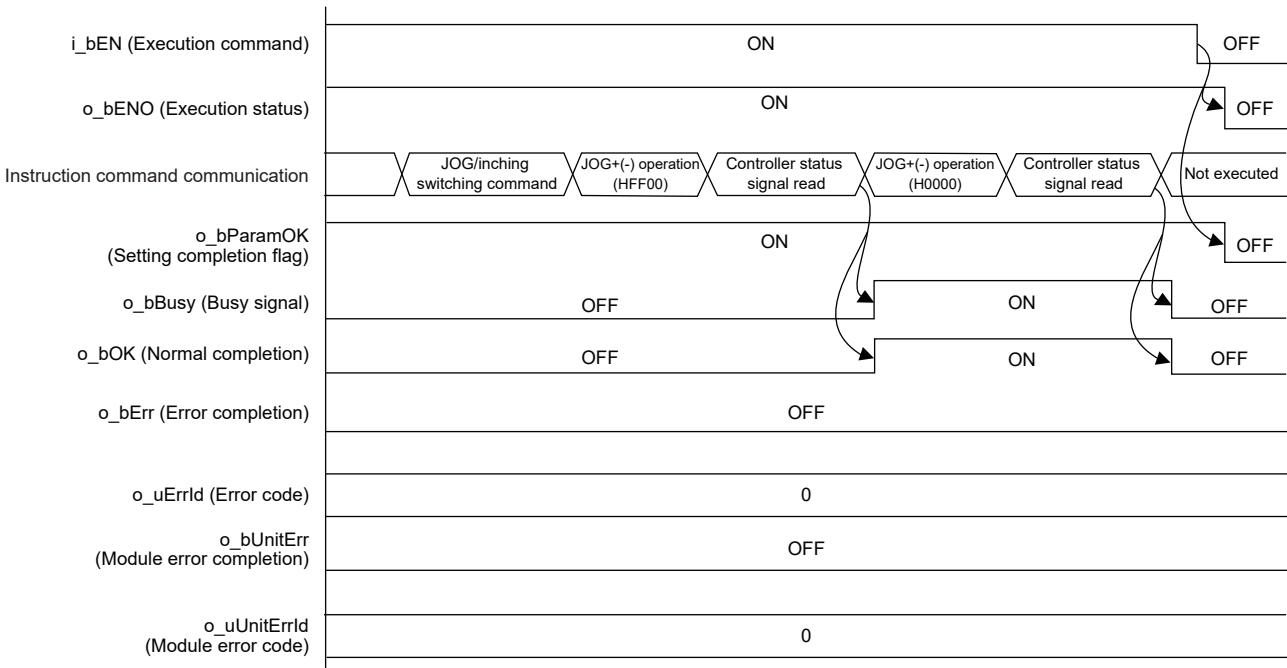 i_bEN (Execution command)
ON
OFF
o_bENO (Execution status)
ON
OFF
Instruction command communication
JOG/inching
switching command
JOG+(-) operation
(HFF00)
Controller status
signal read
JOG+(-) operation
(H0000)
Controller status
signal read
Not executed
o_bParamOK
(Setting completion flag)
ON
OFF
o_bBusy (Busy signal)
OFF
ON
OFF
o_bOK (Normal completion)
OFF
ON
OFF
o_bErr (Error completion)
OFF
o_uErrId (Error code)
0
o_bUnitErr
(Module error completion)
OFF
o_uUnitErrId
(Module error code)
0